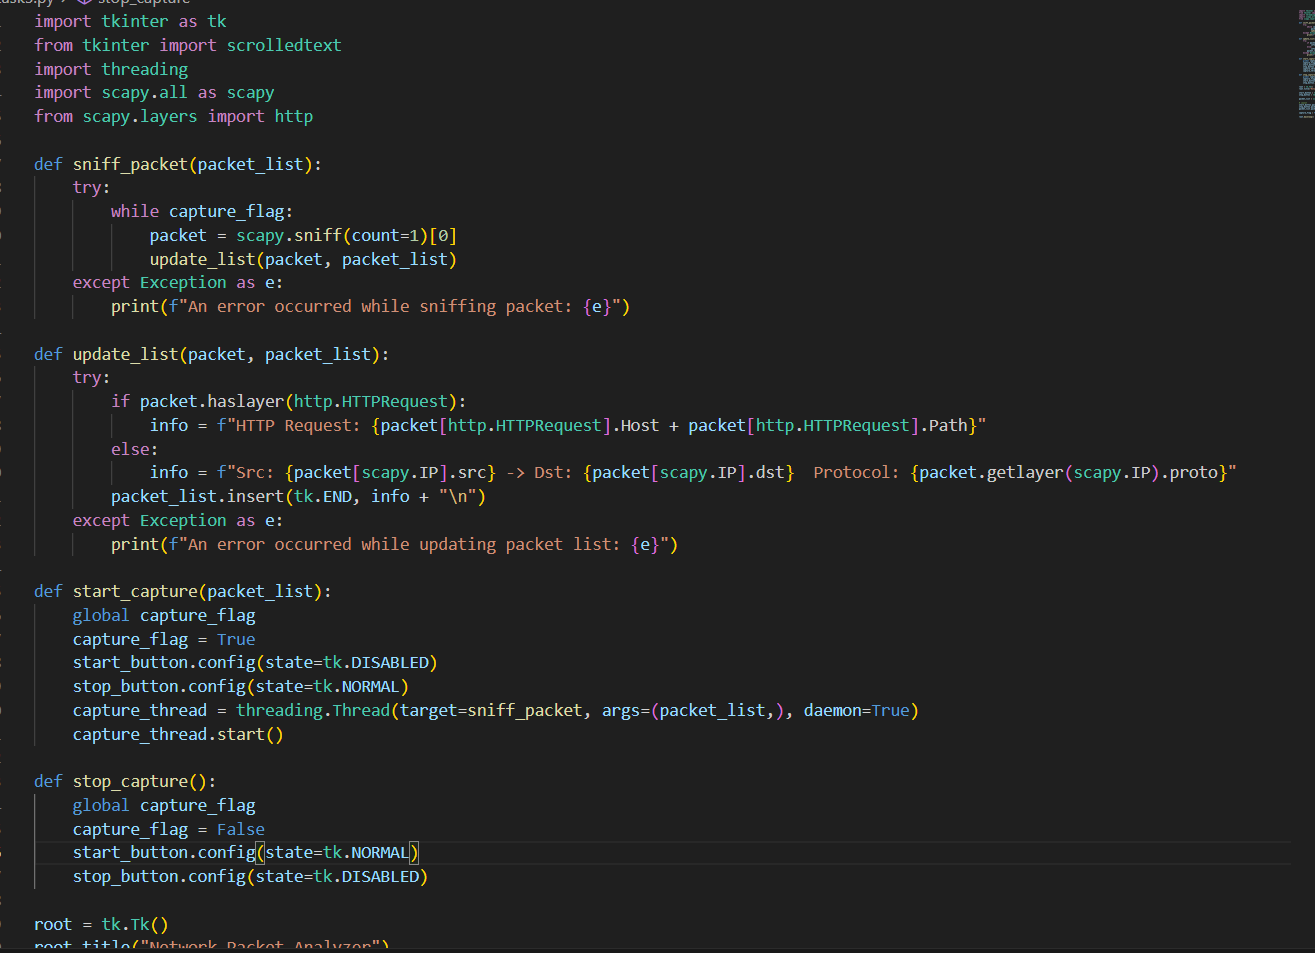 stop_capture
import tkinter as tk
from tkinter import scrolledtext
import threading
import scapy.all as scapy
from scapy.layers import http
def sniff_packet(packet_list):
    try:
        while capture_flag:
            packet = scapy.sniff(count=1)[0]
            update_list(packet, packet_list)
    except Exception as e:
        print(f"An error occurred while sniffing packet: {e}")
def update_list(packet, packet_list):
    try:
        if packet.haslayer(http.HTTPRequest):
            info = f"HTTP Request: {packet[http.HTTPRequest].Host + packet[http.HTTPRequest].Path}"
        else:
            info = f"Src: {packet[scapy.IP].src} -> Dst: {packet[scapy.IP].dst}  Protocol: {packet.getlayer(scapy.IP).proto}"
        packet_list.insert(tk.END, info + "\n")
    except Exception as e:
        print(f"An error occurred while updating packet list: {e}")
def start_capture(packet_list):
    global capture_flag
    capture_flag = True
    start_button.config(state=tk.DISABLED)
    stop_button.config(state=tk.NORMAL)
    capture_thread = threading.Thread(target=sniff_packet, args=(packet_list,), daemon=True)
    capture_thread.start()
def stop_capture():
    global capture_flag
    capture_flag = False
    start_button.config(state=tk.NORMAL)
    stop_button.config(state=tk.DISABLED)
root = tk.Tk()
root.title("Network Packet Analyzer")